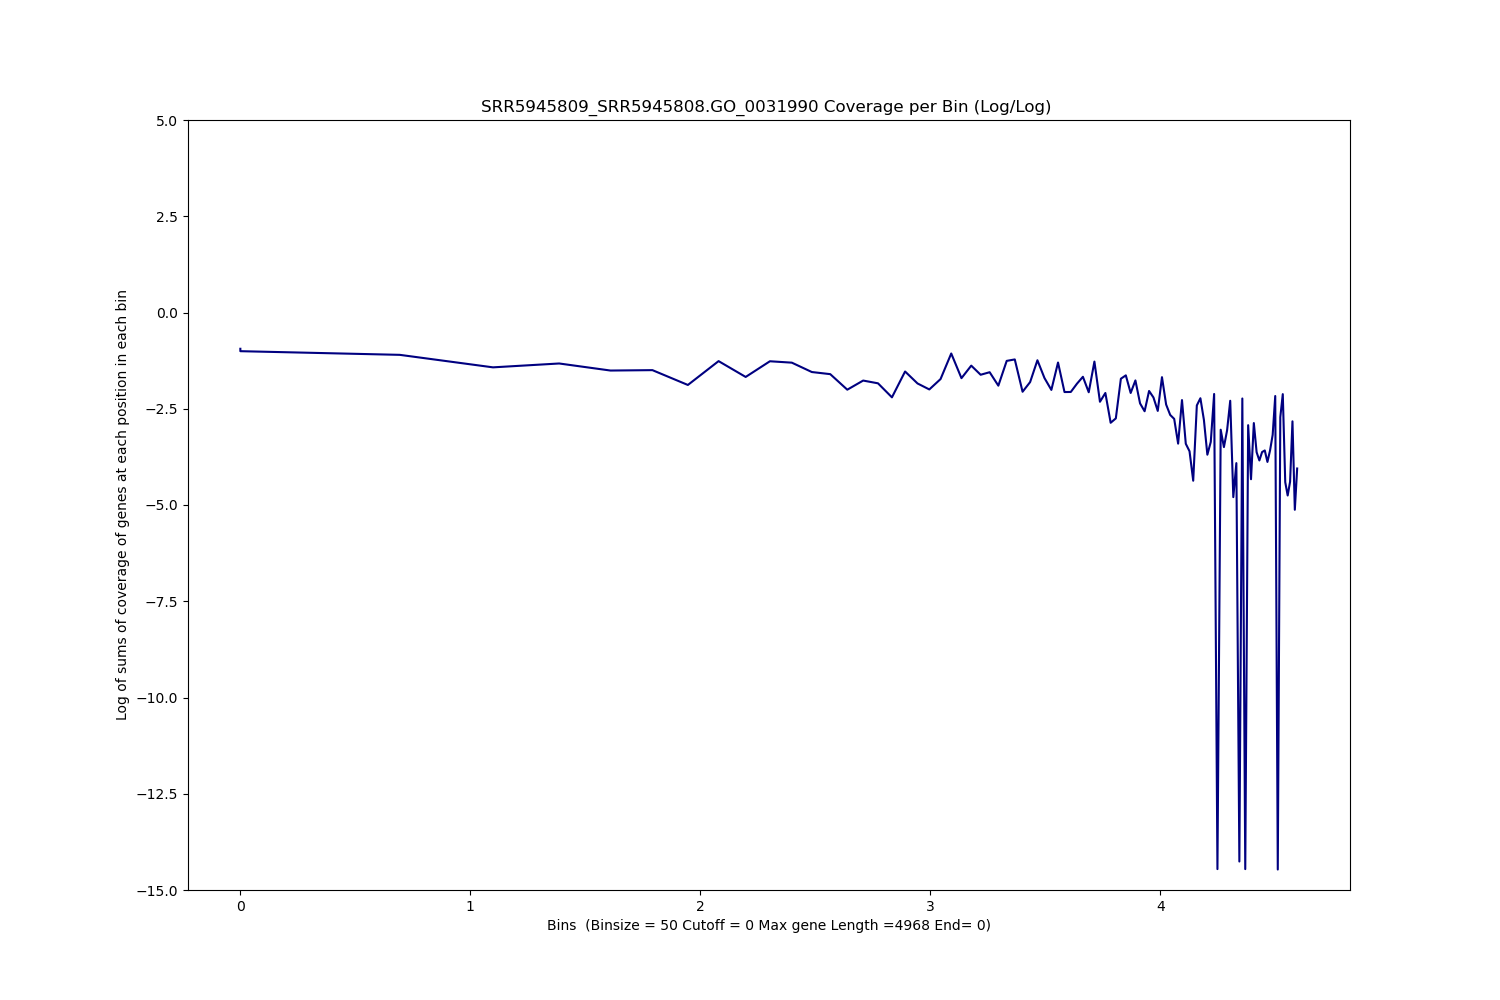 SRR5945809_SRR5945808.GO_0031990 Coverage per Bin (Log/Log)
5.0
2.5
0.0
−2.5
−5.0
−7.5
−10.0
−12.5
−15.0
Log of sums of coverage of genes at each position in each bin
0 1 2 3 4
Bins  (Binsize = 50 Cutoff = 0 Max gene Length =4968 End= 0)